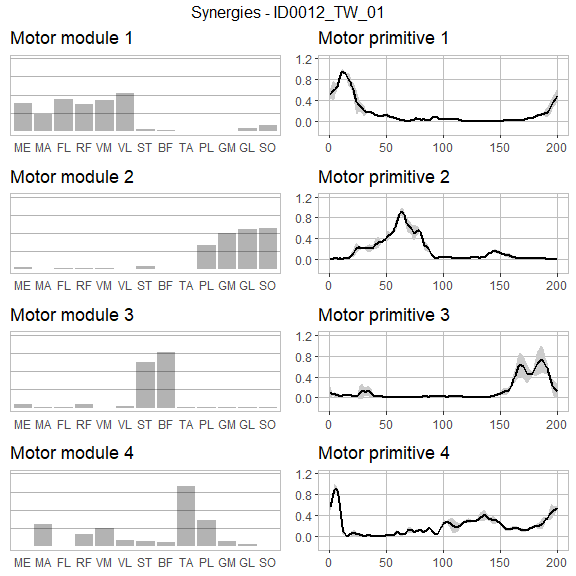 Synergies - ID0012_TW_01
Motor module 1
Motor primitive 1
1.2
0.8
0.4
0.0
ME MA FL RF VM VL ST BF TA PL GM GL SO
0 50 100 150 200
Motor module 2
Motor primitive 2
1.2
0.8
0.4
0.0
ME MA FL RF VM VL ST BF TA PL GM GL SO
0 50 100 150 200
Motor module 3
Motor primitive 3
1.2
0.8
0.4
0.0
ME MA FL RF VM VL ST BF TA PL GM GL SO
0 50 100 150 200
Motor module 4
Motor primitive 4
1.2
0.8
0.4
0.0
ME MA FL RF VM VL ST BF TA PL GM GL SO
0 50 100 150 200